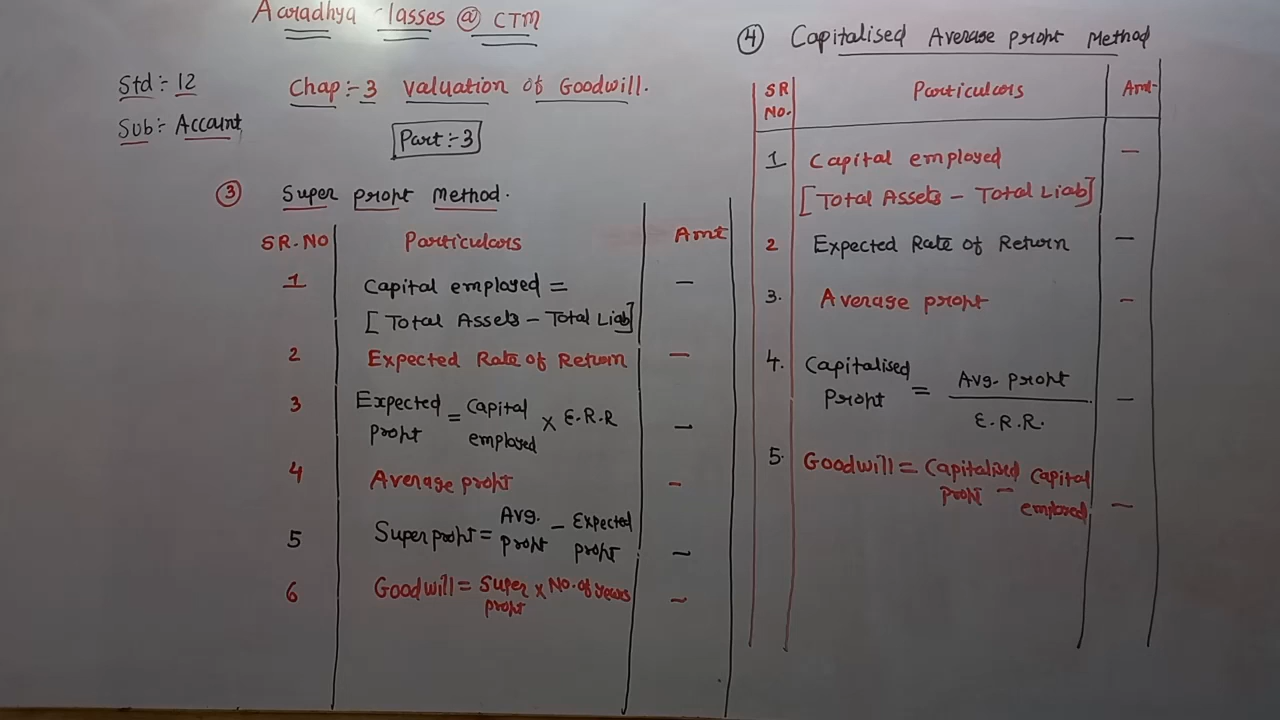 Aaradhya Classes @ CTM
Std:- 12
Chap:- 3 valuation of Goodwill.
Sub:- Account
Part:-3
③ Super profit Method.
SR.NO Particulars Amt
1 Capital employed = –
[Total Assets - Total Liab]
2 Expected Rate of Return –
3 Expected profit = Capital employed × E.R.R –
4 Average profit –
5 Super profit = Avg. profit - Expected profit –
6 Goodwill = Super profit × No. of years –
④ Capitalised Average profit Method
SR No. Particulars Amt-
1 Capital employed –
[Total Assets - Total Liab]
2 Expected Rate of Return –
3. Average profit –
4. Capitalised Profit = Avg. profit / E.R.R. –
5. Goodwill = Capitalised profit - Capital employed –